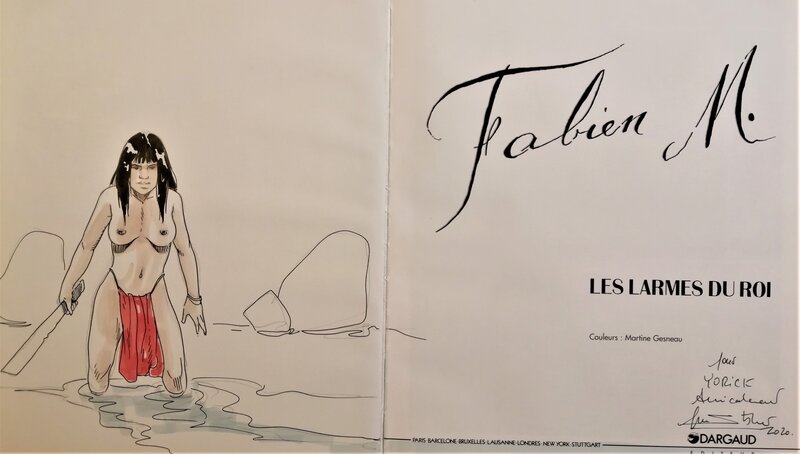 Fabien M.
LES LARMES DU ROI
Couleurs : Martine Gesneau
pour
YORICK
Amicalement
2020.
PARIS·BARCELONE·BRUXELLES·LAUSANNE·LONDRES·NEW YORK·STUTTGART
DARGAUD